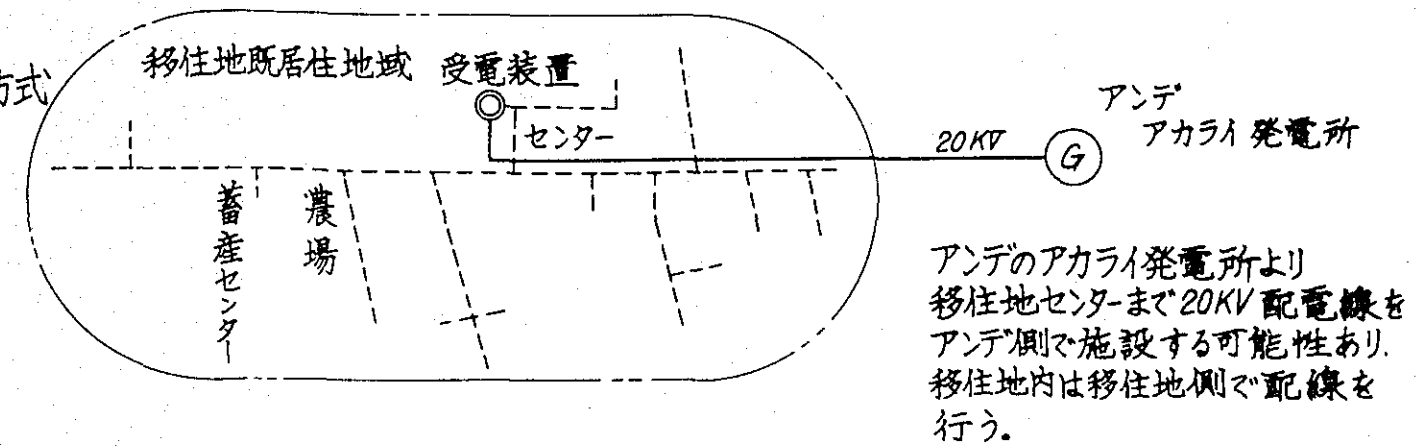 方式
移住地既居住地域
受電装置
センター
20KV
G
アンデ
アカライ発電所
蓄産センター
農場
アンデのアカライ発電所より
移住地センターまで20KV配電線を
アンデ側で施設する可能性あり.
移住地内は移住地側で配線を
行う。